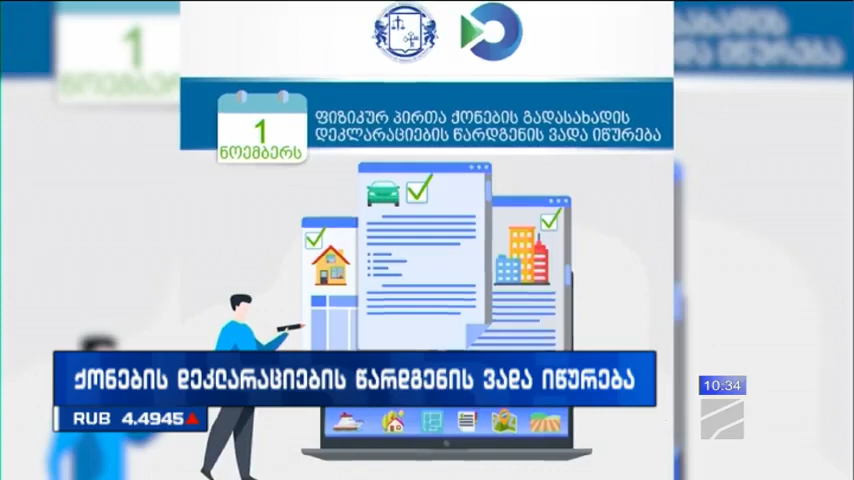 1
ნოემბერს
ფიზიკურ პირთა ქონების გადასახადის
დეკლარაციების წარდგენის ვადა იწურება
ქონების დეკლარაციების წარდგენის ვადა იწურება
RUB 4.4945
10:34